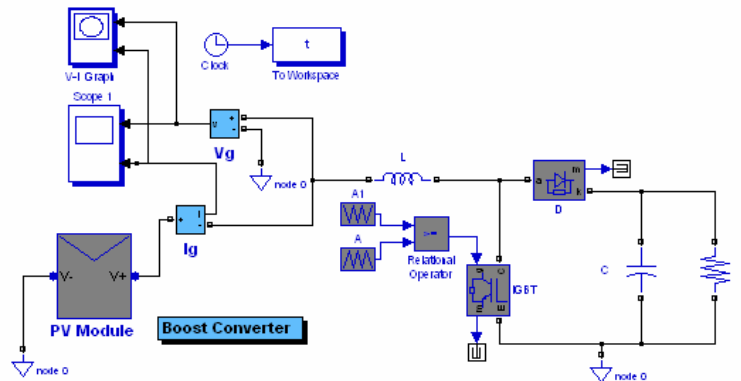 V-I Graph
Clock
t
To Workspace
Scope 1
v
+
-
Vg
node 0
L
A1
A
>=
Relational
Operator
a
m
k
D
+
i
-
Ig
V-
V+
PV Module
Boost Converter
g
C
m
E
IGBT
C
node 0
node 0